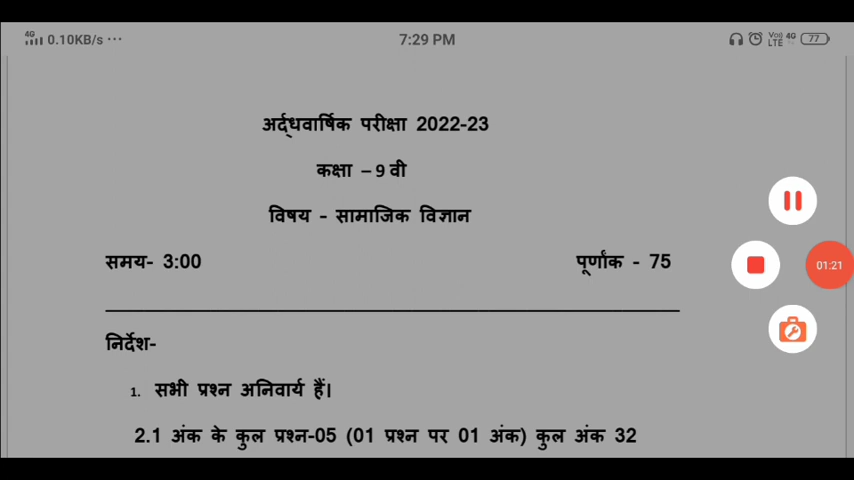 4G 0.10KB/s ...
7:29 PM
Vo) LTE 4G 77
अर्द्धवार्षिक परीक्षा 2022-23
कक्षा – 9 वी
विषय - सामाजिक विज्ञान
समय- 3:00
पूर्णांक - 75
01:21
निर्देश-
1. सभी प्रश्न अनिवार्य हैं।
2.1 अंक के कुल प्रश्न-05 (01 प्रश्न पर 01 अंक) कुल अंक 32